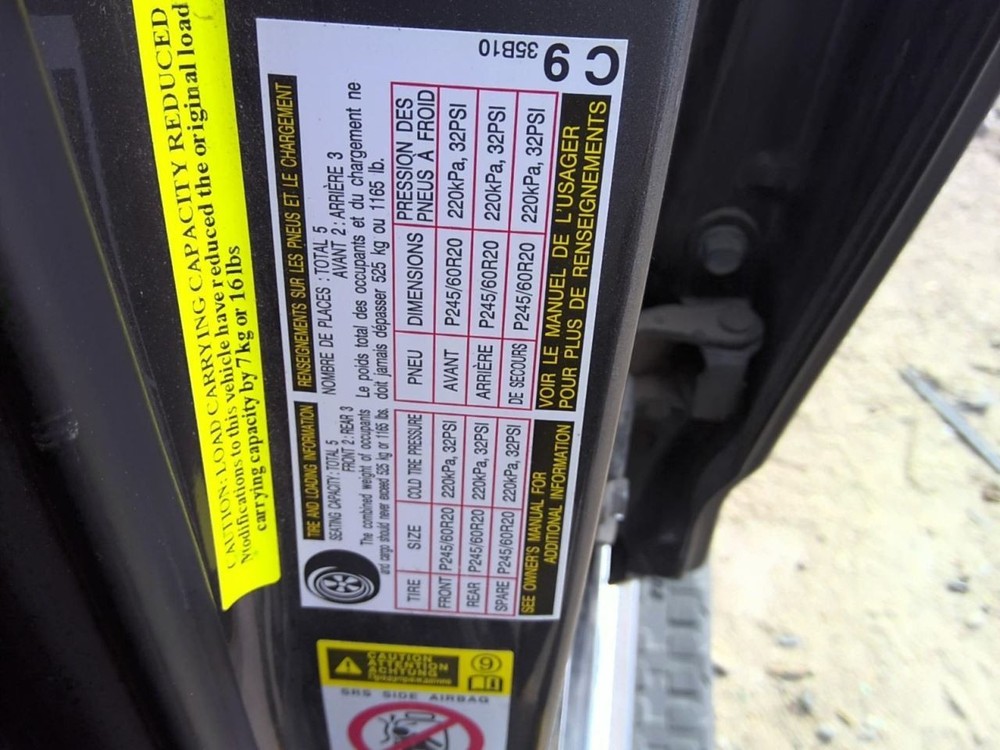 CAUTION: LOAD CARRYING CAPACITY REDUCED
Modifications to this vehicle have reduced the original load
carrying capacity by 7 kg or 16 lbs
TIRE AND LOADING INFORMATION
SEATING CAPACITY: TOTAL 5
FRONT 2: REAR 3
The combined weight of occupants
and cargo should never exceed 525 kg or 1165 lbs.
TIRE SIZE COLD TIRE PRESSURE
FRONT P245/60R20 220kPa, 32PSI
REAR P245/60R20 220kPa, 32PSI
SPARE P245/60R20 220kPa, 32PSI
SEE OWNER'S MANUAL FOR
ADDITIONAL INFORMATION
RENSEIGNEMENTS SUR LES PNEUS ET LE CHARGEMENT
NOMBRE DE PLACES : TOTAL 5
AVANT 2 : ARRIÈRE 3
Le poids total des occupants et du chargement ne
doit jamais dépasser 525 kg ou 1165 lb.
PNEU DIMENSIONS PRESSION DES
PNEUS À FROID
AVANT P245/60R20 220kPa, 32PSI
ARRIÈRE P245/60R20 220kPa, 32PSI
DE SECOURS P245/60R20 220kPa, 32PSI
VOIR LE MANUEL DE L'USAGER
POUR PLUS DE RENSEIGNEMENTS
C 9
35B10
CAUTION
ATTENTION
ACHTUNG
Предупреждение
SRS SIDE AIRBAG